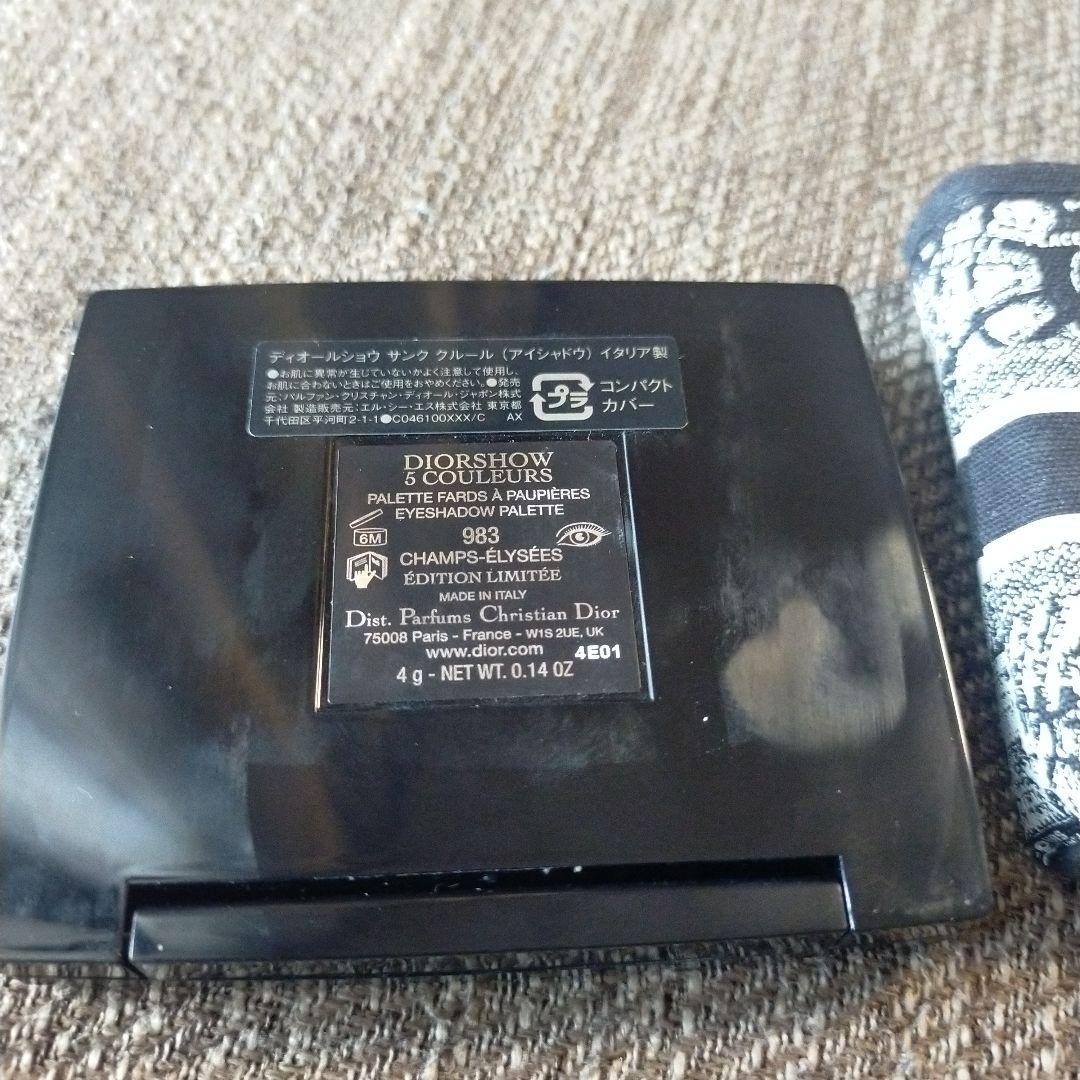 ディオールショウ サンク クルール (アイシャドウ) イタリア製
●お肌に異常が生じていないかよく注意して使用し、
お肌に合わないときはご使用をおやめください。●発売
元:パルファン・クリスチャン・ディオール・ジャポン株式
会社 製造販売元:エル・シー・エス株式会社 東京都
千代田区平河町2-1-1●C046100XXX/C AX
プラ
コンパクト
カバー
DIORSHOW
5 COULEURS
PALETTE FARDS À PAUPIÈRES
EYESHADOW PALETTE
6M
983
CHAMPS-ÉLYSÉES
ÉDITION LIMITÉE
MADE IN ITALY
Dist. Parfums Christian Dior
75008 Paris - France - W1S 2UE, UK
www.dior.com 4E01
4 g - NET WT. 0.14 OZ